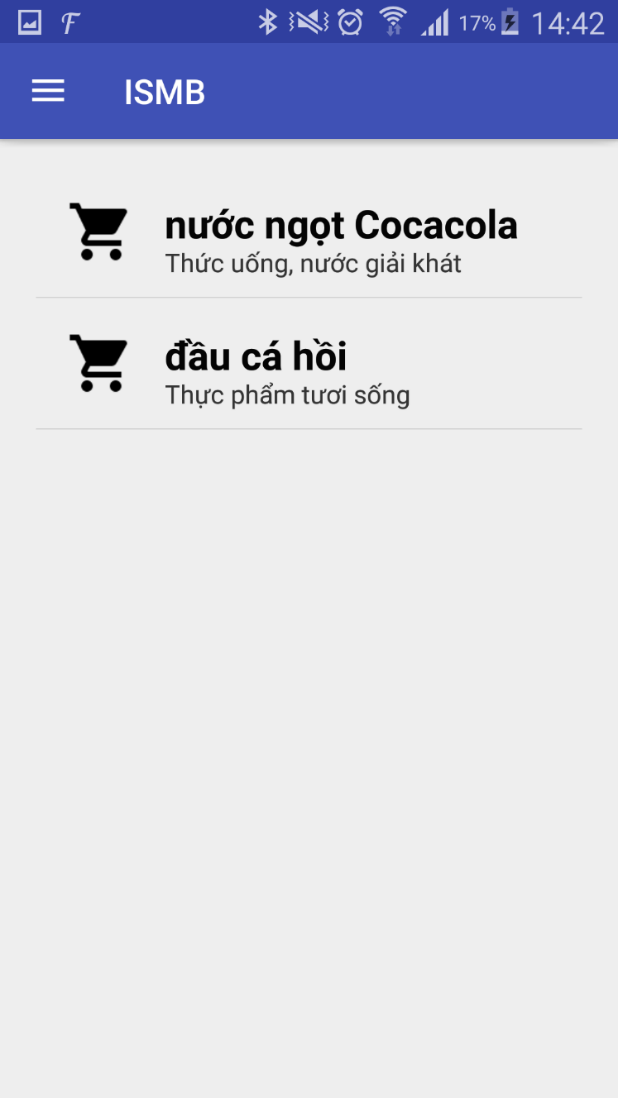 17% 14:42
ISMB
nước ngọt Cocacola
Thức uống, nước giải khát
đầu cá hồi
Thực phẩm tươi sống